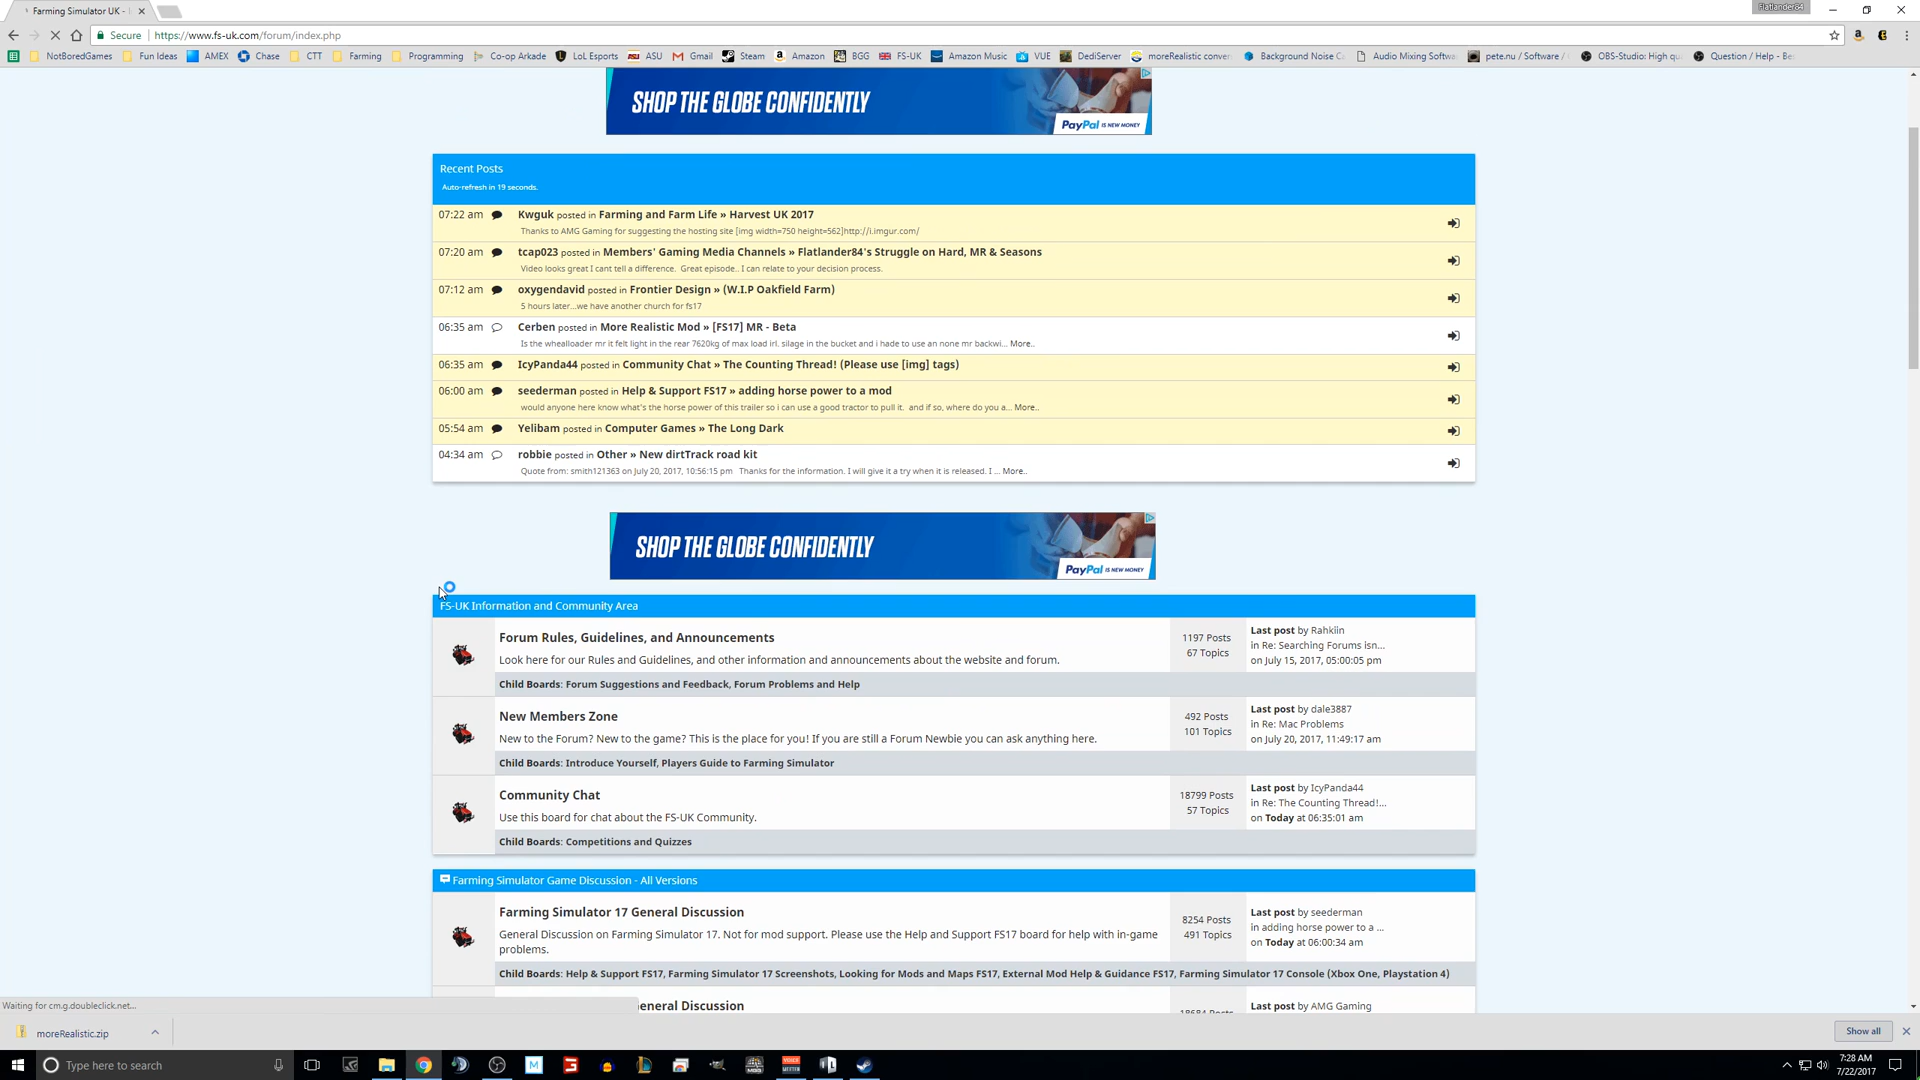 Farming Simulator UK -
Flatlander84
Secure
https://www.fs-uk.com/forum/index.php
NotBoredGames
Fun Ideas
AMEX
Chase
CTT
Farming
Programming
Co-op Arkade
LoL Esports
ASU
Gmail
Steam
Amazon
BGG
FS-UK
Amazon Music
VUE
DediServer
moreRealistic conver
Background Noise C
Audio Mixing Softwa
pete.nu / Software /
OBS-Studio: High qu
Question / Help - Be
SHOP THE GLOBE CONFIDENTLY
PayPal IS NEW MONEY
Recent Posts
Auto-refresh in 19 seconds.
07:22 am Kwguk posted in Farming and Farm Life » Harvest UK 2017
Thanks to AMG Gaming for suggesting the hosting site [img width=750 height=562]http://i.imgur.com/
07:20 am tcap023 posted in Members' Gaming Media Channels » Flatlander84's Struggle on Hard, MR & Seasons
Video looks great I cant tell a difference. Great episode.. I can relate to your decision process.
07:12 am oxygendavid posted in Frontier Design » (W.I.P Oakfield Farm)
5 hours later...we have another church for fs17
06:35 am Cerben posted in More Realistic Mod » [FS17] MR - Beta
Is the whealloader mr it felt light in the rear 7620kg of max load irl. silage in the bucket and i hade to use an none mr backwi... More..
06:35 am IcyPanda44 posted in Community Chat » The Counting Thread! (Please use [img] tags)
06:00 am seederman posted in Help & Support FS17 » adding horse power to a mod
would anyone here know what's the horse power of this trailer so i can use a good tractor to pull it. and if so, where do you a... More..
05:54 am Yelibam posted in Computer Games » The Long Dark
04:34 am robbie posted in Other » New dirtTrack road kit
Quote from: smith121363 on July 20, 2017, 10:56:15 pm Thanks for the information. I will give it a try when it is released. I ... More..
SHOP THE GLOBE CONFIDENTLY
PayPal IS NEW MONEY
FS-UK Information and Community Area
Forum Rules, Guidelines, and Announcements
Look here for our Rules and Guidelines, and other information and announcements about the website and forum.
1197 Posts
67 Topics
Last post by Rahkiin
in Re: Searching Forums isn...
on July 15, 2017, 05:00:05 pm
Child Boards: Forum Suggestions and Feedback, Forum Problems and Help
New Members Zone
New to the Forum? New to the game? This is the place for you! If you are still a Forum Newbie you can ask anything here.
492 Posts
101 Topics
Last post by dale3887
in Re: Mac Problems
on July 20, 2017, 11:49:17 am
Child Boards: Introduce Yourself, Players Guide to Farming Simulator
Community Chat
Use this board for chat about the FS-UK Community.
18799 Posts
57 Topics
Last post by IcyPanda44
in Re: The Counting Thread!...
on Today at 06:35:01 am
Child Boards: Competitions and Quizzes
Farming Simulator Game Discussion - All Versions
Farming Simulator 17 General Discussion
General Discussion on Farming Simulator 17. Not for mod support. Please use the Help and Support FS17 board for help with in-game
problems.
8254 Posts
491 Topics
Last post by seederman
in adding horse power to a ...
on Today at 06:00:34 am
Child Boards: Help & Support FS17, Farming Simulator 17 Screenshots, Looking for Mods and Maps FS17, External Mod Help & Guidance FS17, Farming Simulator 17 Console (Xbox One, Playstation 4)
eneral Discussion
Last post by AMG Gaming
Waiting for cm.g.doubleclick.net...
moreRealistic.zip
Show all
Type here to search
7:28 AM
7/22/2017